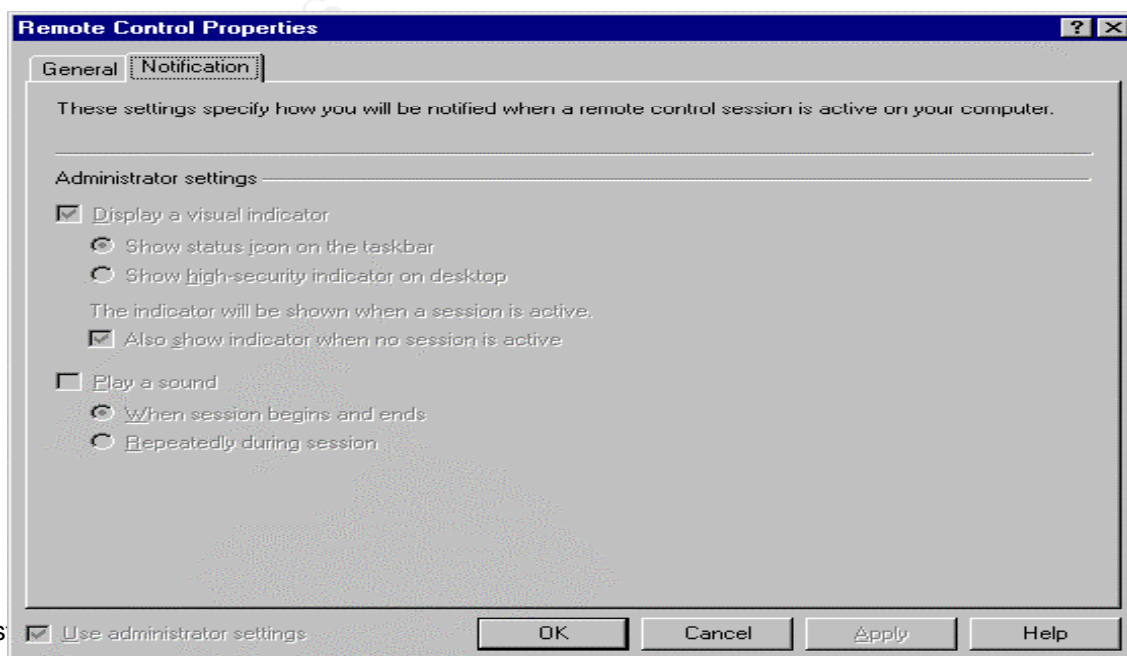 Remote Control Properties
General Notification
These settings specify how you will be notified when a remote control session is active on your computer.
Administrator settings
Display a visual indicator
Show status icon on the taskbar
Show high-security indicator on desktop
The indicator will be shown when a session is active.
Also show indicator when no session is active
Play a sound
When session begins and ends
Repeatedly during session
Use administrator settings OK Cancel Apply Help